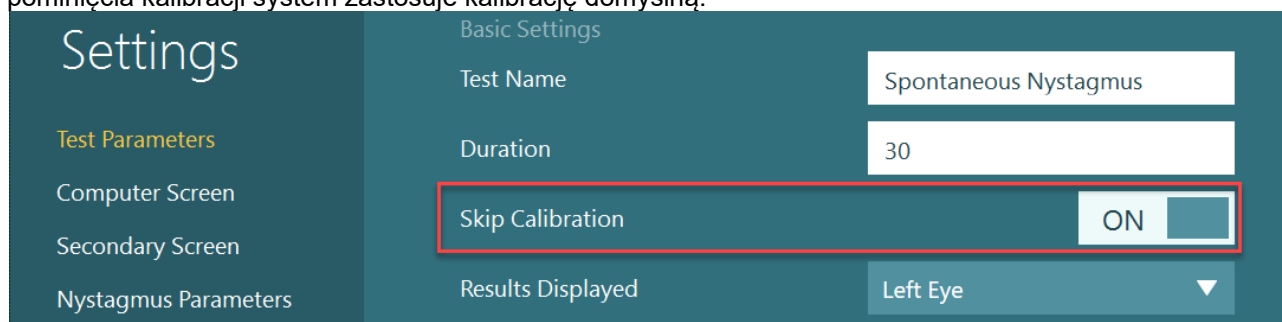 pominięcia kalibracji system zastosuje kalibrację domyślną.
Settings
Test Parameters
Computer Screen
Secondary Screen
Nystagmus Parameters
Basic Settings
Test Name
Spontaneous Nystagmus
Duration
30
Skip Calibration
ON
Results Displayed
Left Eye